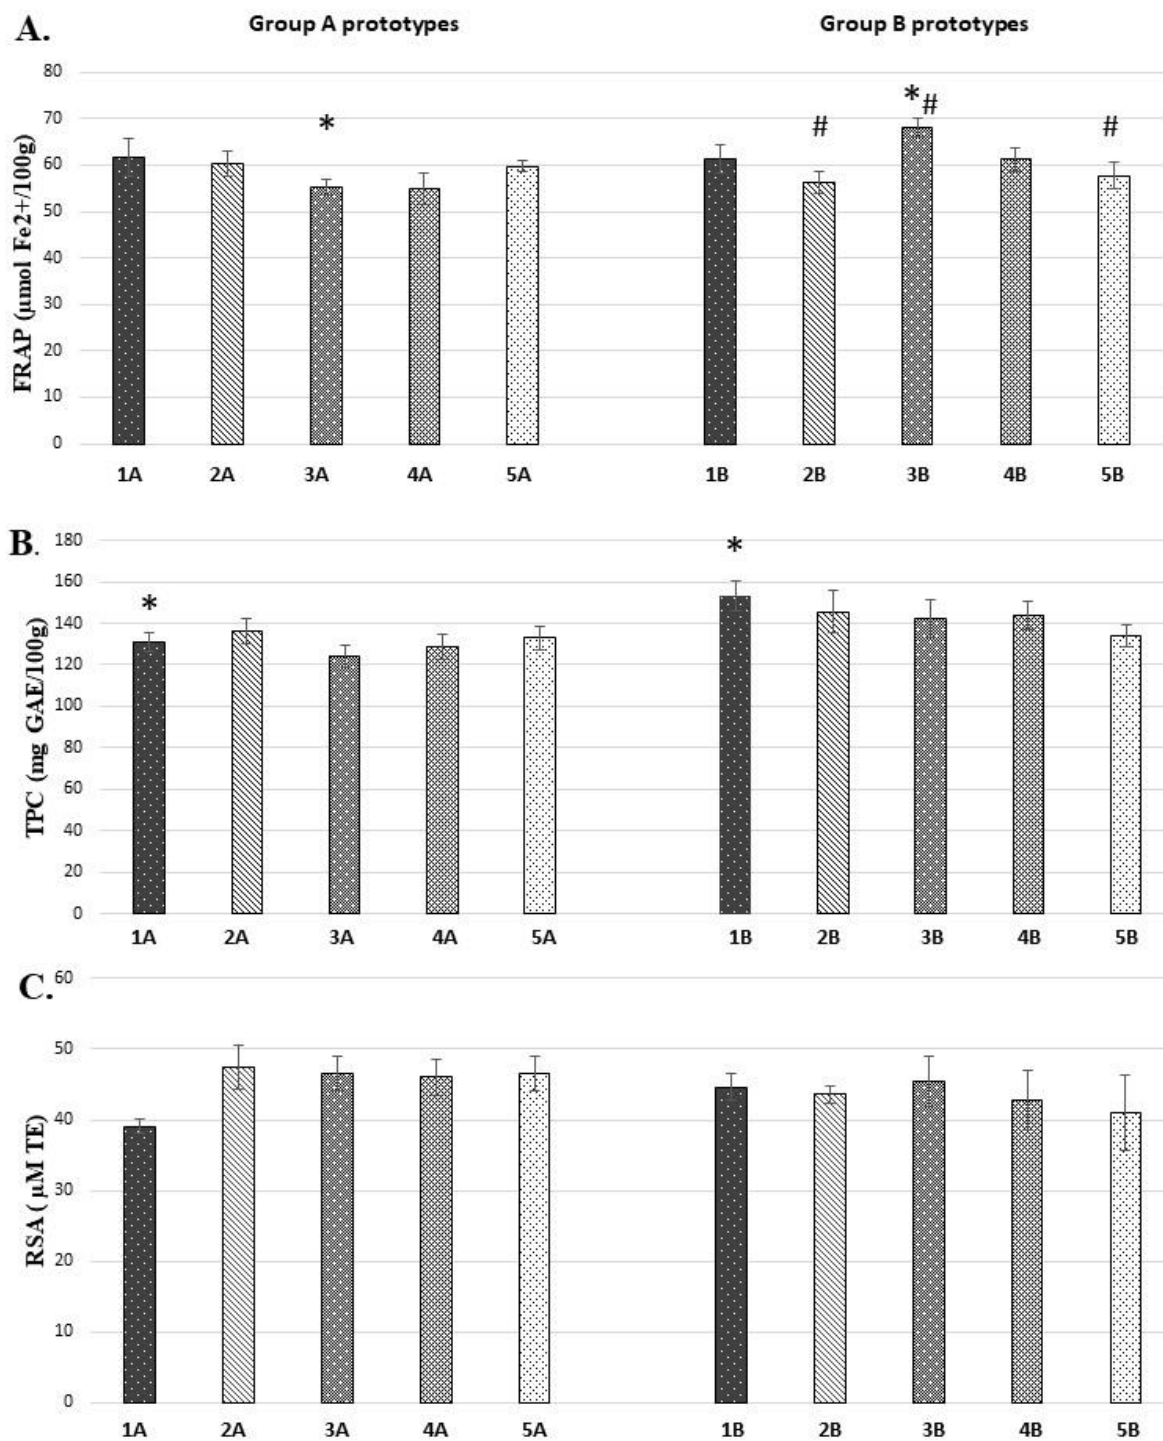 Group A prototypes
Group B prototypes
A.
FRAP (µmol Fe2+/100g)
80
70
60
50
40
30
20
10
0
*
#
*#
#
1A 2A 3A 4A 5A 1B 2B 3B 4B 5B
B.
TPC (mg GAE/100g)
180
160
140
120
100
80
60
40
20
0
*
*
1A 2A 3A 4A 5A 1B 2B 3B 4B 5B
C.
RSA ( µM TE)
60
50
40
30
20
10
0
1A 2A 3A 4A 5A 1B 2B 3B 4B 5B